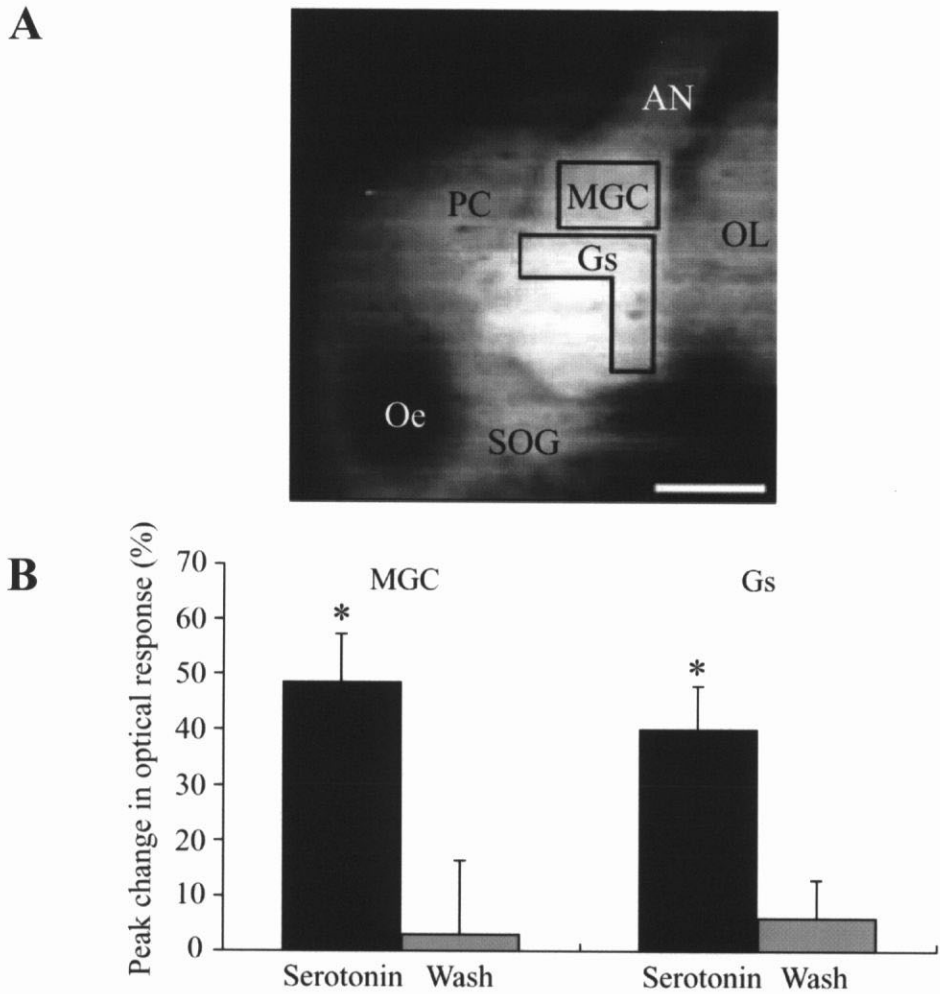 A
AN
PC
MGC
OL
Gs
Oe
SOG
B
Peak change in optical response (%)
70
60
50
40
30
20
10
0
MGC
Gs
*
*
Serotonin Wash
Serotonin Wash